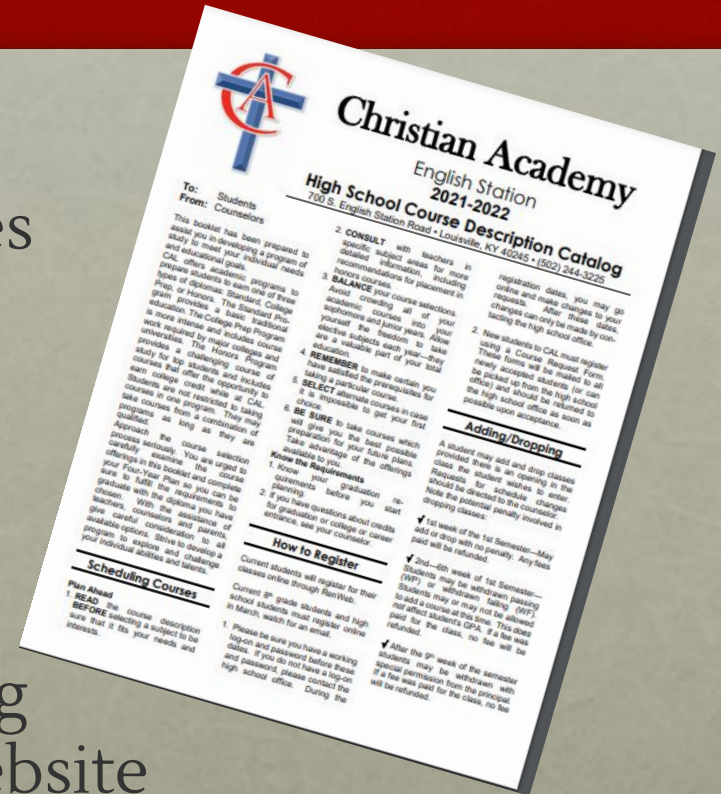 es
g
ebsite
CA
Christian Academy
English Station
2021-2022
High School Course Description Catalog
700 S. English Station Road • Louisville, KY 40245 • (502) 244-3225
To: Students
From: Counselors
This booklet has been prepared to
assist you in developing a program of
study to meet your individual needs
and educational goals.
CAL offers academic programs to
prepare students to earn one of three
types of diplomas: Standard, College
Prep, or Honors. The Standard Pro-
gram provides a basic traditional
education. The College Prep Program
is more intense and includes course
work required by major colleges and
universities. The Honors Program
provides a challenging course of
study for top students and includes
courses that offer the opportunity to
earn college credit while at CAL.
Students are not restricted to taking
courses in one program. They may
take courses from a combination of
programs as long as they are
qualified.
Approach the course selection
process seriously. You are urged to
carefully review the course
offerings in this booklet and complete
your Four-Year Plan so you can be
sure to fulfill the requirements to
graduate with the diploma you have
chosen. With the assistance of
teachers, counselors and parents,
give careful consideration to all
available options. Strive to develop a
program to explore and challenge
your individual abilities and talents.
Scheduling Courses
Plan Ahead
1. READ the course description
BEFORE selecting a subject to be
sure that it fits your needs and
interests.
2. CONSULT with teachers in
specific subject areas for more
detailed information, including
recommendations for placement in
honors courses.
3. BALANCE your course selections.
Avoid crowding all of your
academic courses into your
sophomore and junior years. Allow
yourself the freedom to take
elective subjects each year—they
are a valuable part of your total
education.
4. REMEMBER to make certain you
have satisfied the prerequisites for
taking a particular course.
5. SELECT alternate courses in case
it is impossible to get your first
choice.
6. BE SURE to take courses which
will give you the best possible
preparation for your future plans.
Take advantage of the offerings
available to you.
Know the Requirements
1. Know your graduation re-
quirements before you start
planning.
2. If you have questions about credits
for graduation or college or career
entrance, see your counselor.
How to Register
Current students will register for their
classes online through RenWeb.
Current 8th grade students and high
school students must register online
in March, watch for an email.
1. Please be sure you have a working
log-on and password before these
dates. If you do not have a log-on
and password, please contact the
high school office. During the
registration dates, you may go
online and make changes to your
requests. After these dates,
changes can only be made by con-
tacting the high school office.
2. New students to CAL must register
using a Course Request Form.
These forms will be mailed to all
newly accepted students (or can
be picked up from the high school
office) and should be returned to
the high school office as soon as
possible upon acceptance.
Adding/Dropping
A student may add and drop classes
provided there is an opening in the
class the student wishes to enter.
Requests for schedule changes
should be directed to the counselor.
Note the potential penalty involved in
dropping classes:
✓ 1st week of the 1st Semester—May
add or drop with no penalty. Any fees
paid will be refunded.
✓ 2nd—6th week of 1st Semester—
Students may be withdrawn passing
(WP) or withdrawn failing (WF).
Students may or may not be allowed
to add a course at this time. This does
not affect student's GPA. If a fee was
paid for the class, no fee will be
refunded.
✓ After the 9th week of the semester
students may be withdrawn with
special permission from the principal.
If a fee was paid for the class, no fee
will be refunded.